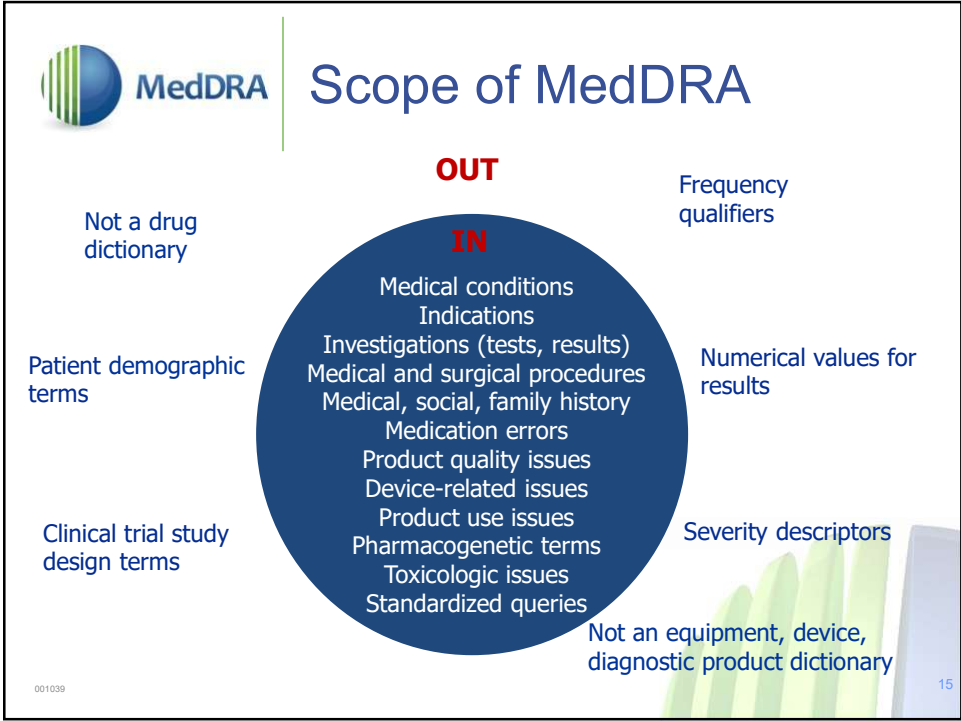 MedDRA
Scope of MedDRA
OUT
Frequency
qualifiers
Not a drug
dictionary
IN
Medical conditions
Indications
Investigations (tests, results)
Medical and surgical procedures
Medical, social, family history
Medication errors
Product quality issues
Device-related issues
Product use issues
Pharmacogenetic terms
Toxicologic issues
Standardized queries
Patient demographic
terms
Numerical values for
results
Clinical trial study
design terms
Severity descriptors
Not an equipment, device,
diagnostic product dictionary
001039
15